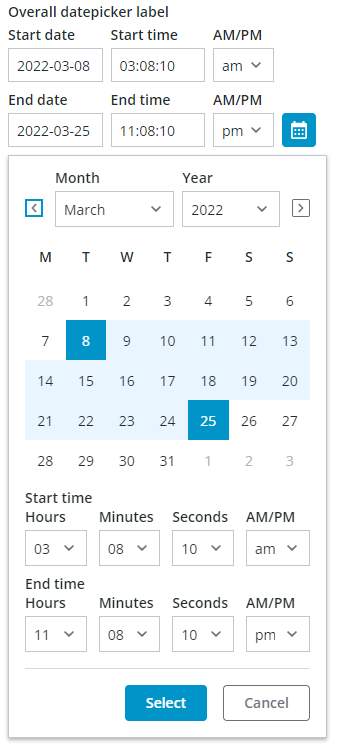 Overall datepicker label
Start date Start time AM/PM
2022-03-08 03:08:10 am
End date End time AM/PM
2022-03-25 11:08:10 pm
Month Year
March 2022
M T W T F S S
28 1 2 3 4 5 6
7 8 9 10 11 12 13
14 15 16 17 18 19 20
21 22 23 24 25 26 27
28 29 30 31 1 2 3
Start time
Hours Minutes Seconds AM/PM
03 08 10 am
End time
Hours Minutes Seconds AM/PM
11 08 10 pm
Select Cancel